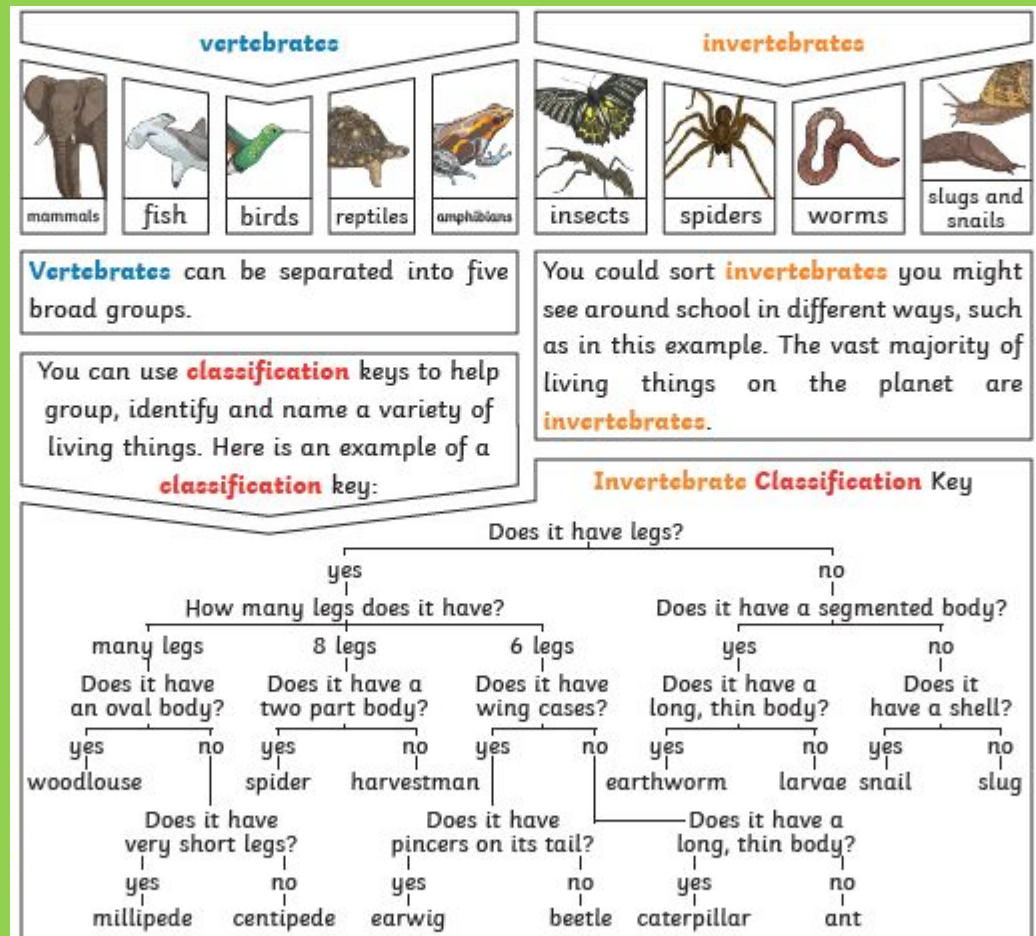 vertebrates
invertebrates
mammals
fish
birds
reptiles
amphibians
insects
spiders
worms
slugs and
snails
Vertebrates can be separated into five
broad groups.
You could sort invertebrates you might
see around school in different ways, such
as in this example. The vast majority of
living things on the planet are
invertebrates.
You can use classification keys to help
group, identify and name a variety of
living things. Here is an example of a
classification key:
Invertebrate Classification Key
Does it have legs?
yes
no
How many legs does it have?
Does it have a segmented body?
many legs
8 legs
6 legs
yes
no
Does it have
an oval body?
Does it have a
two part body?
Does it have
wing cases?
Does it have a
long, thin body?
Does it
have a shell?
yes
no
yes
no
yes
no
yes
no
yes
no
woodlouse
spider
harvestman
earthworm
larvae
snail
slug
Does it have
very short legs?
Does it have
pincers on its tail?
Does it have a
long, thin body?
yes
no
yes
no
yes
no
millipede
centipede
earwig
beetle
caterpillar
ant